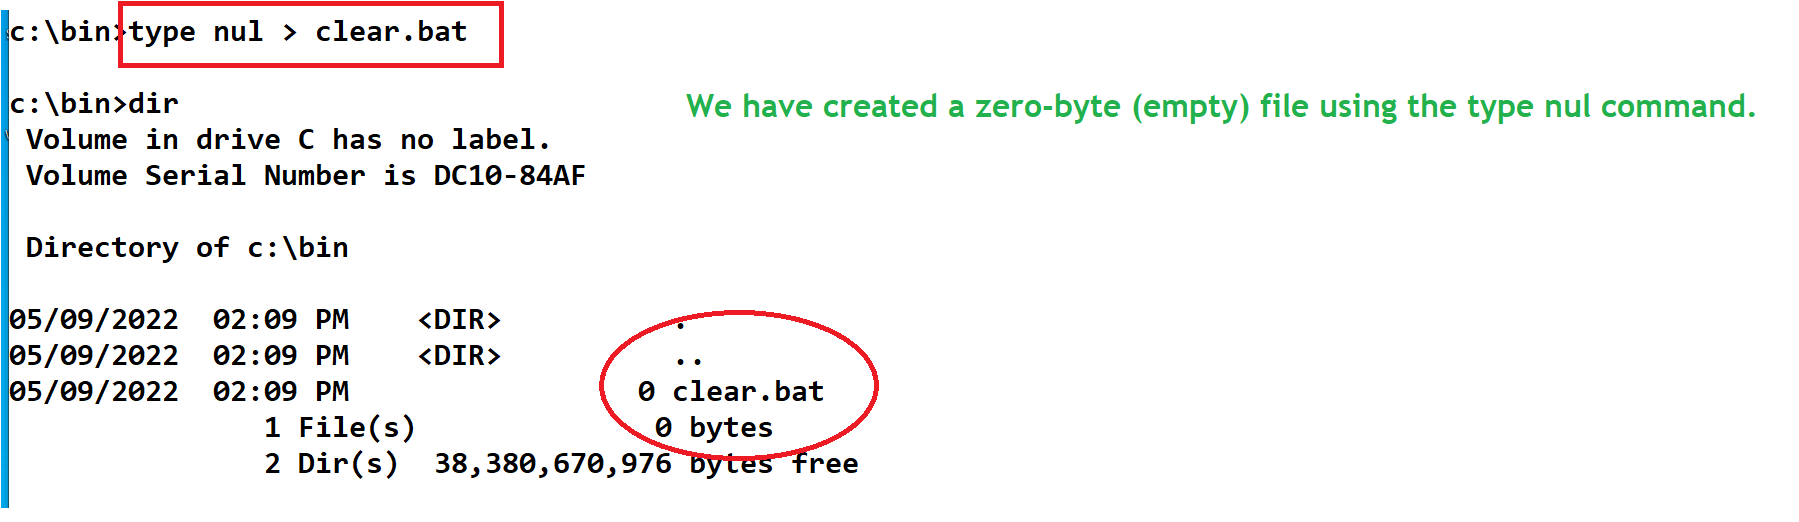 c:\bin>type nul > clear.bat
c:\bin>dir
We have created a zero-byte (empty) file using the type nul command.
Volume in drive C has no label.
Volume Serial Number is DC10-84AF
Directory of c:\bin
05/09/2022  02:09 PM    <DIR>          .
05/09/2022  02:09 PM    <DIR>          ..
05/09/2022  02:09 PM                 0 clear.bat
1 File(s)              0 bytes
2 Dir(s)  38,380,670,976 bytes free